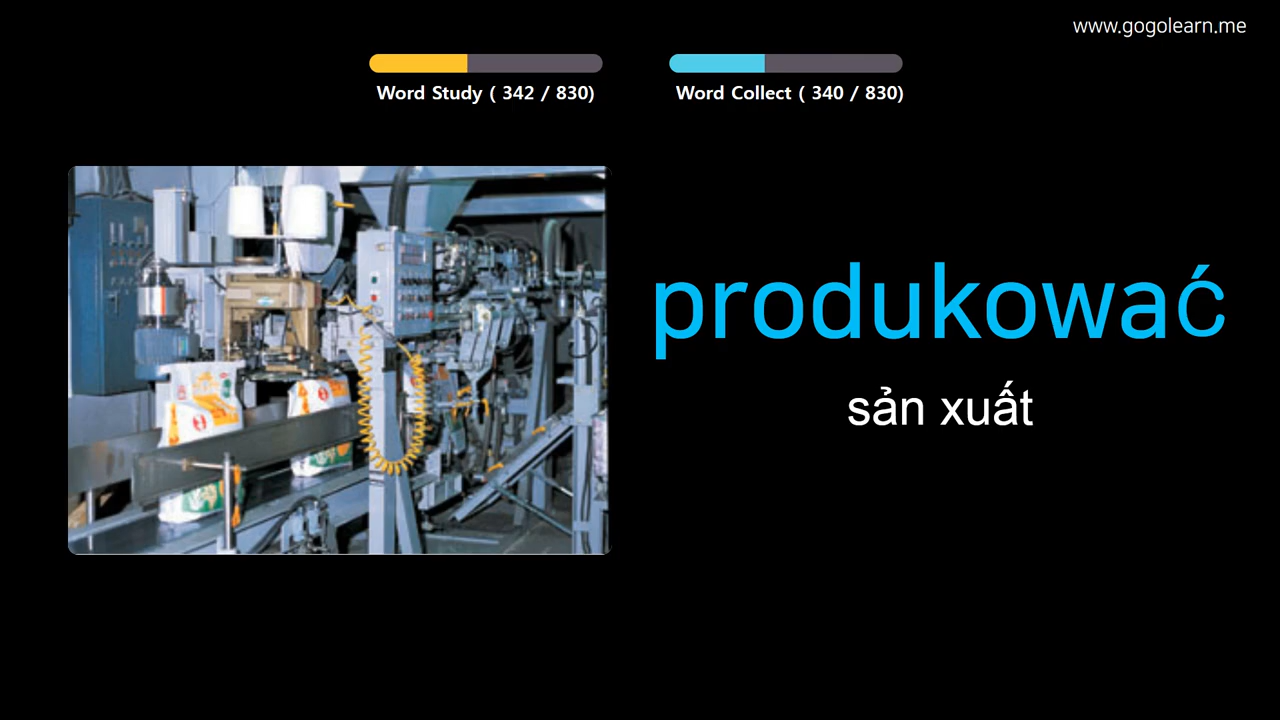 www.gogolearn.me
Word Study ( 342 / 830)
Word Collect ( 340 / 830)
produkować
sản xuất